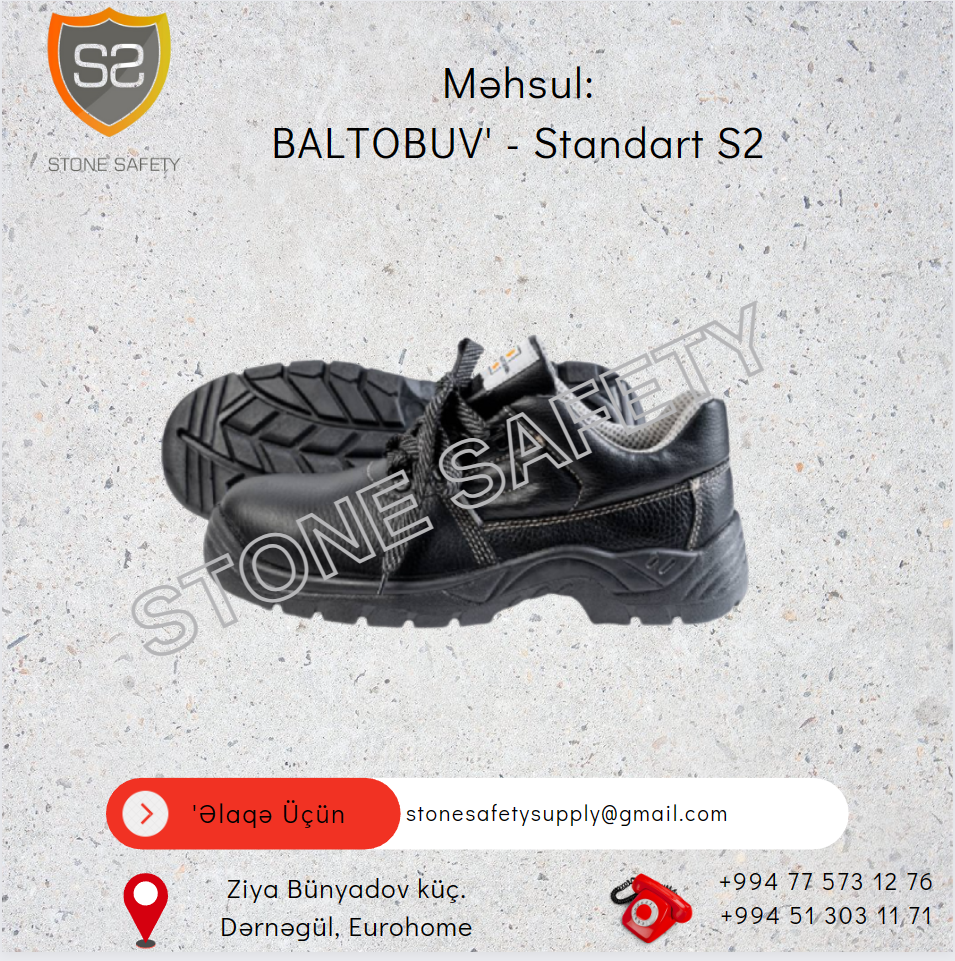 S2
STONE SAFETY
Məhsul:
BALTOBUV' - Standart S2
STONE SAFETY
'Əlaqə Üçün
stonesafetysupply@gmail.com
Ziya Bünyadov küç.
Dərnəgül, Eurohome
+994 77 573 12 76
+994 51 303 11 71